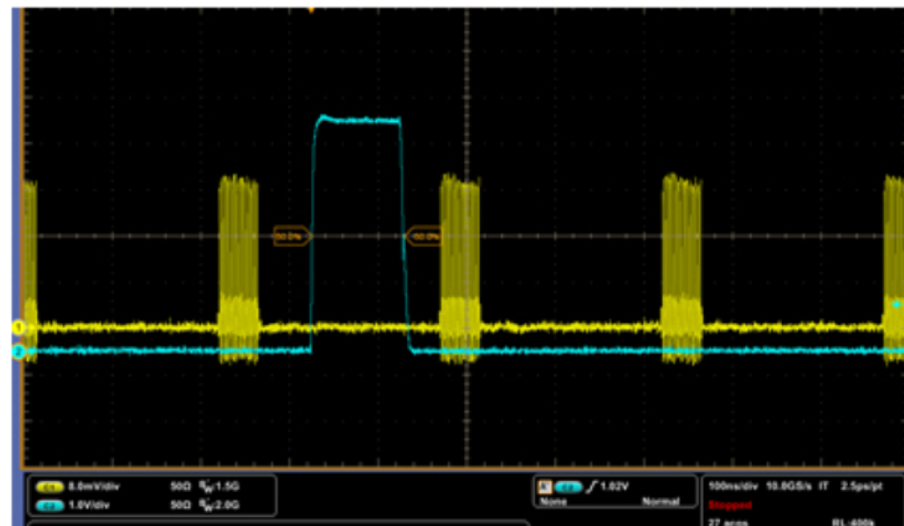 50.0% 50.0%
1
2
C1 8.0mV/div 50Ω BW:1.5G
C2 1.0V/div 50Ω BW:2.0G
A' C2 1.02V
None Normal
100ns/div 10.0GS/s IT 2.5ps/pt
Stopped
27 acqs RL:400k